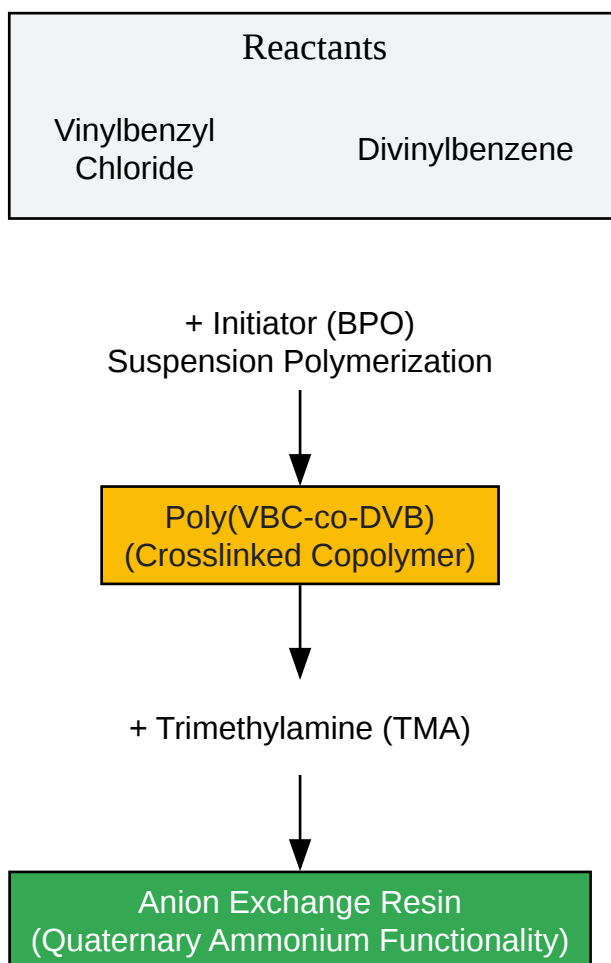 Reactants
Vinylbenzyl
Chloride
Divinylbenzene
+ Initiator (BPO)
Suspension Polymerization
Poly(VBC-co-DVB)
(Crosslinked Copolymer)
+ Trimethylamine (TMA)
Anion Exchange Resin
(Quaternary Ammonium Functionality)